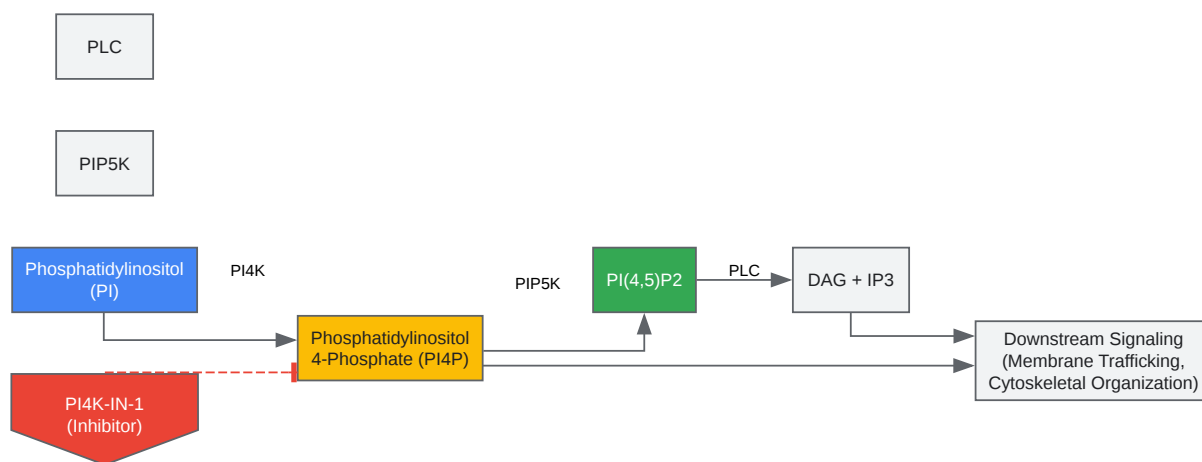 PLC
PIP5K
Phosphatidylinositol
(PI)
PI4K
PIP5K
PI(4,5)P2
PLC
DAG + IP3
Phosphatidylinositol
4-Phosphate (PI4P)
Downstream Signaling
(Membrane Trafficking,
Cytoskeletal Organization)
PI4K-IN-1
(Inhibitor)